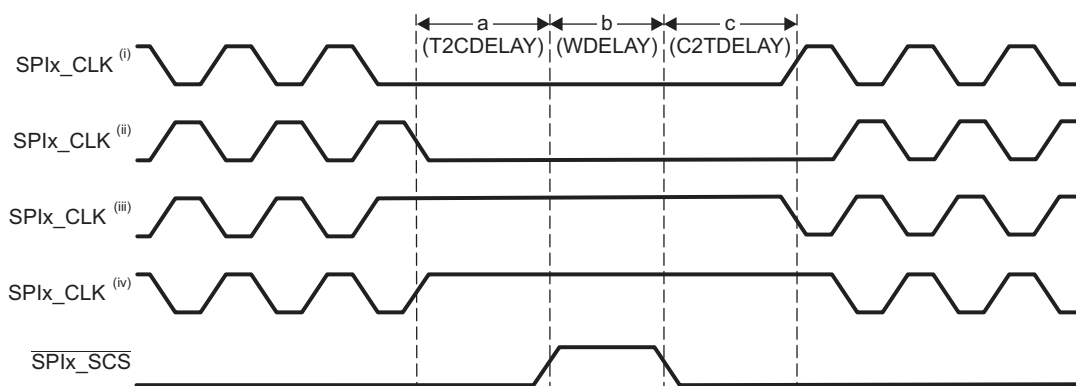 a b c
(T2CDELAY) (WDELAY) (C2TDELAY)
SPIx_CLK (i)
SPIx_CLK (ii)
SPIx_CLK (iii)
SPIx_CLK (iv)
SPIx_SCS